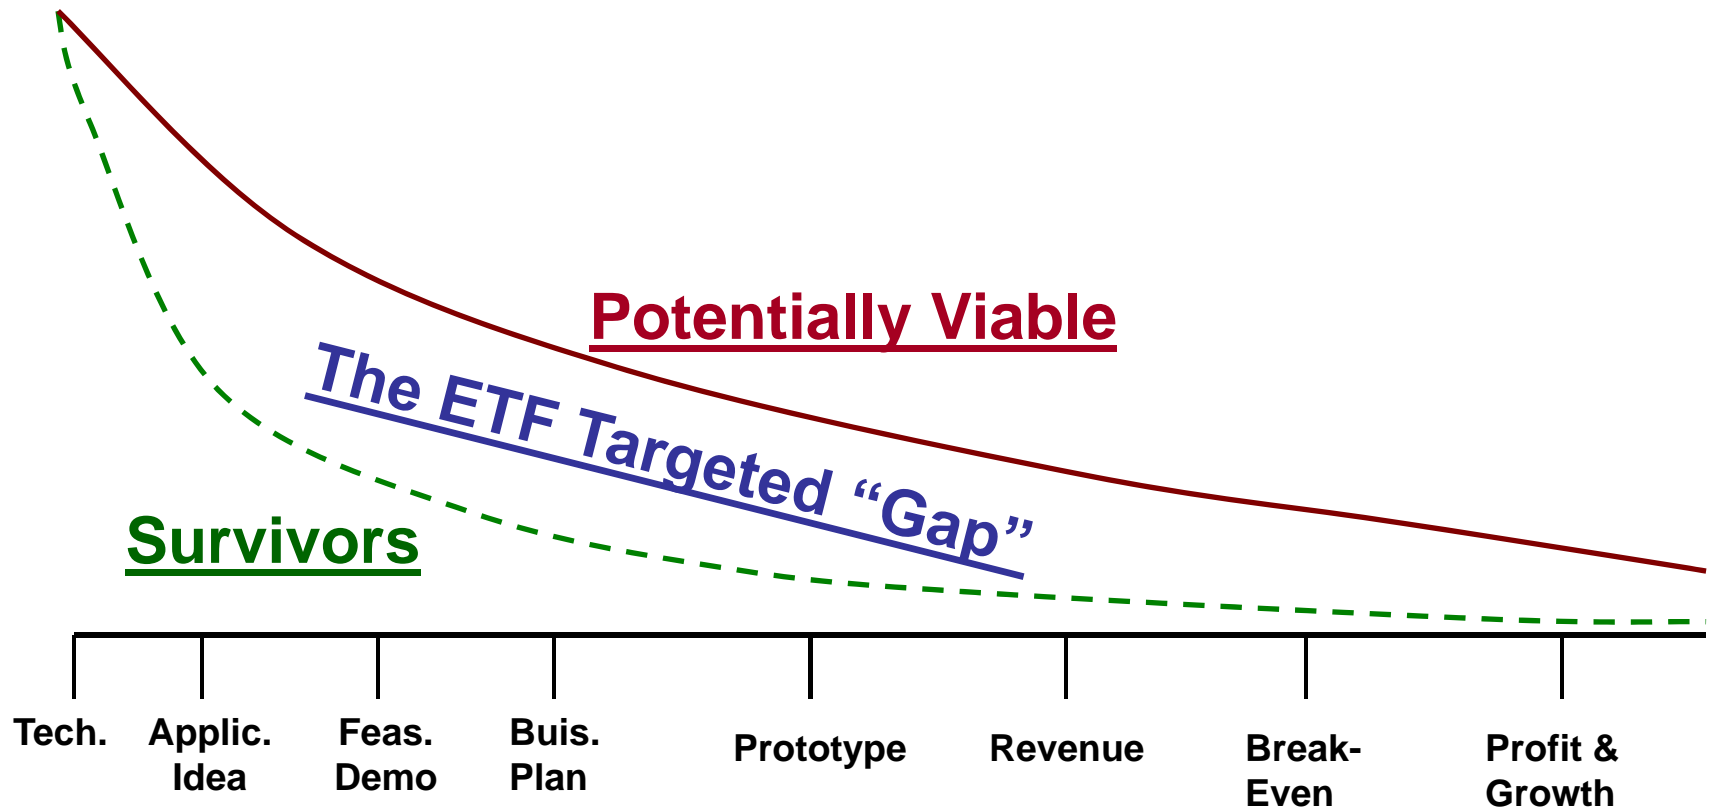 Potentially Viable
The ETF Targeted “Gap”
Survivors
Tech.
Applic.
Idea
Feas.
Demo
Buis.
Plan
Prototype
Revenue
Break-
Even
Profit &
Growth